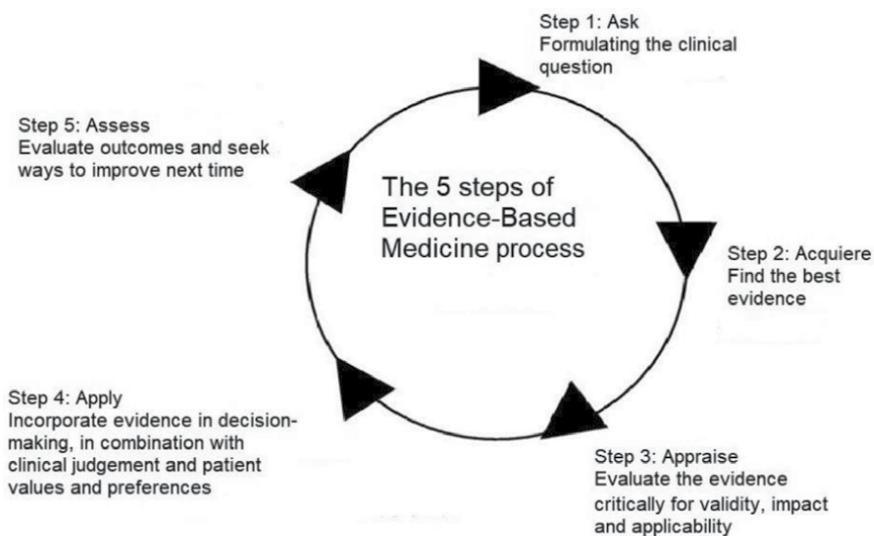 Step 1: Ask
Formulating the clinical
question
Step 5: Assess
Evaluate outcomes and seek
ways to improve next time
The 5 steps of
Evidence-Based
Medicine process
Step 2: Acquiere
Find the best
evidence
Step 4: Apply
Incorporate evidence in decision-
making, in combination with
clinical judgement and patient
values and preferences
Step 3: Appraise
Evaluate the evidence
critically for validity, impact
and applicability